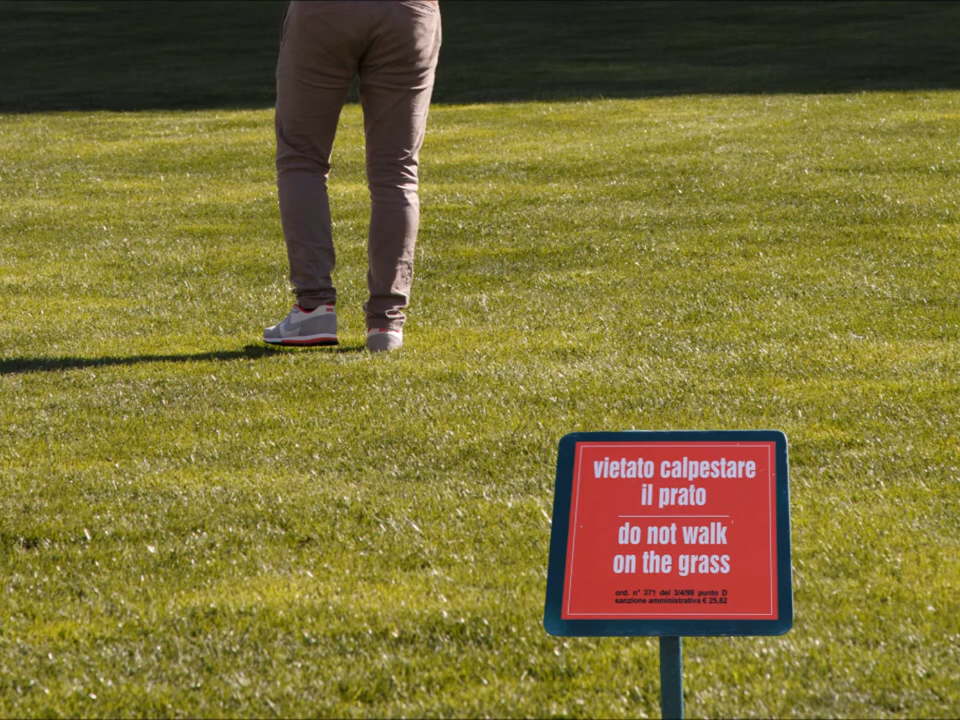 vietato calpestare
il prato
do not walk
on the grass
ord. n° 371 del 3/4/98 punto D
sanzione amministrativa € 25,82